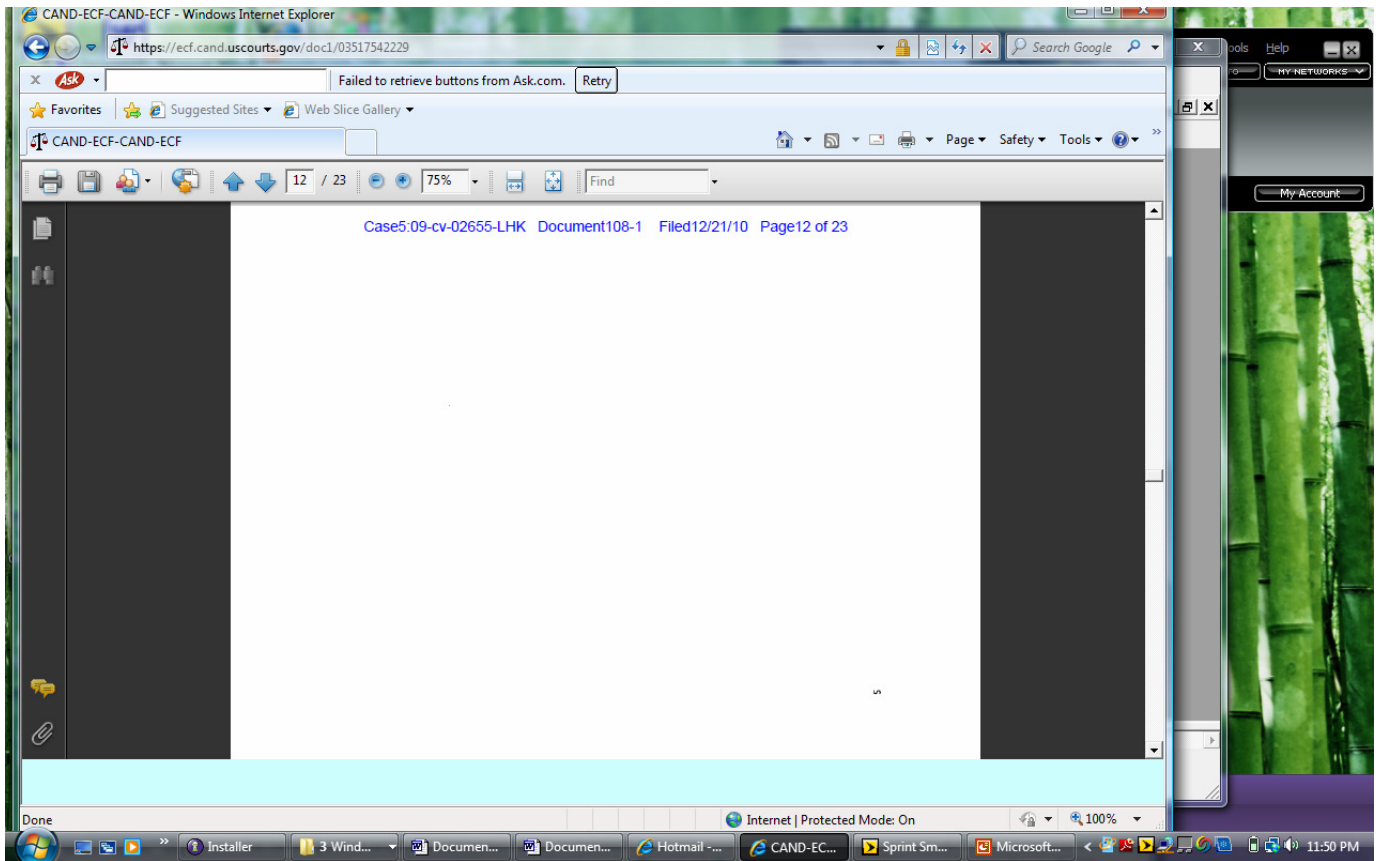 CAND-ECF-CAND-ECF - Windows Internet Explorer
https://ecf.cand.uscourts.gov/doc1/03517542229
Search Google
X
Tools Help
x Ask
Failed to retrieve buttons from Ask.com. Retry
MY NETWORKS
Favorites Suggested Sites Web Slice Gallery
CAND-ECF-CAND-ECF
Page Safety Tools
12 / 23 75% Find
My Account
Case5:09-cv-02655-LHK Document108-1 Filed12/21/10 Page12 of 23
5
Done
Internet | Protected Mode: On
100%
Installer 3 Wind... Documen... Documen... Hotmail -... CAND-EC... Sprint Sm... Microsoft... 11:50 PM